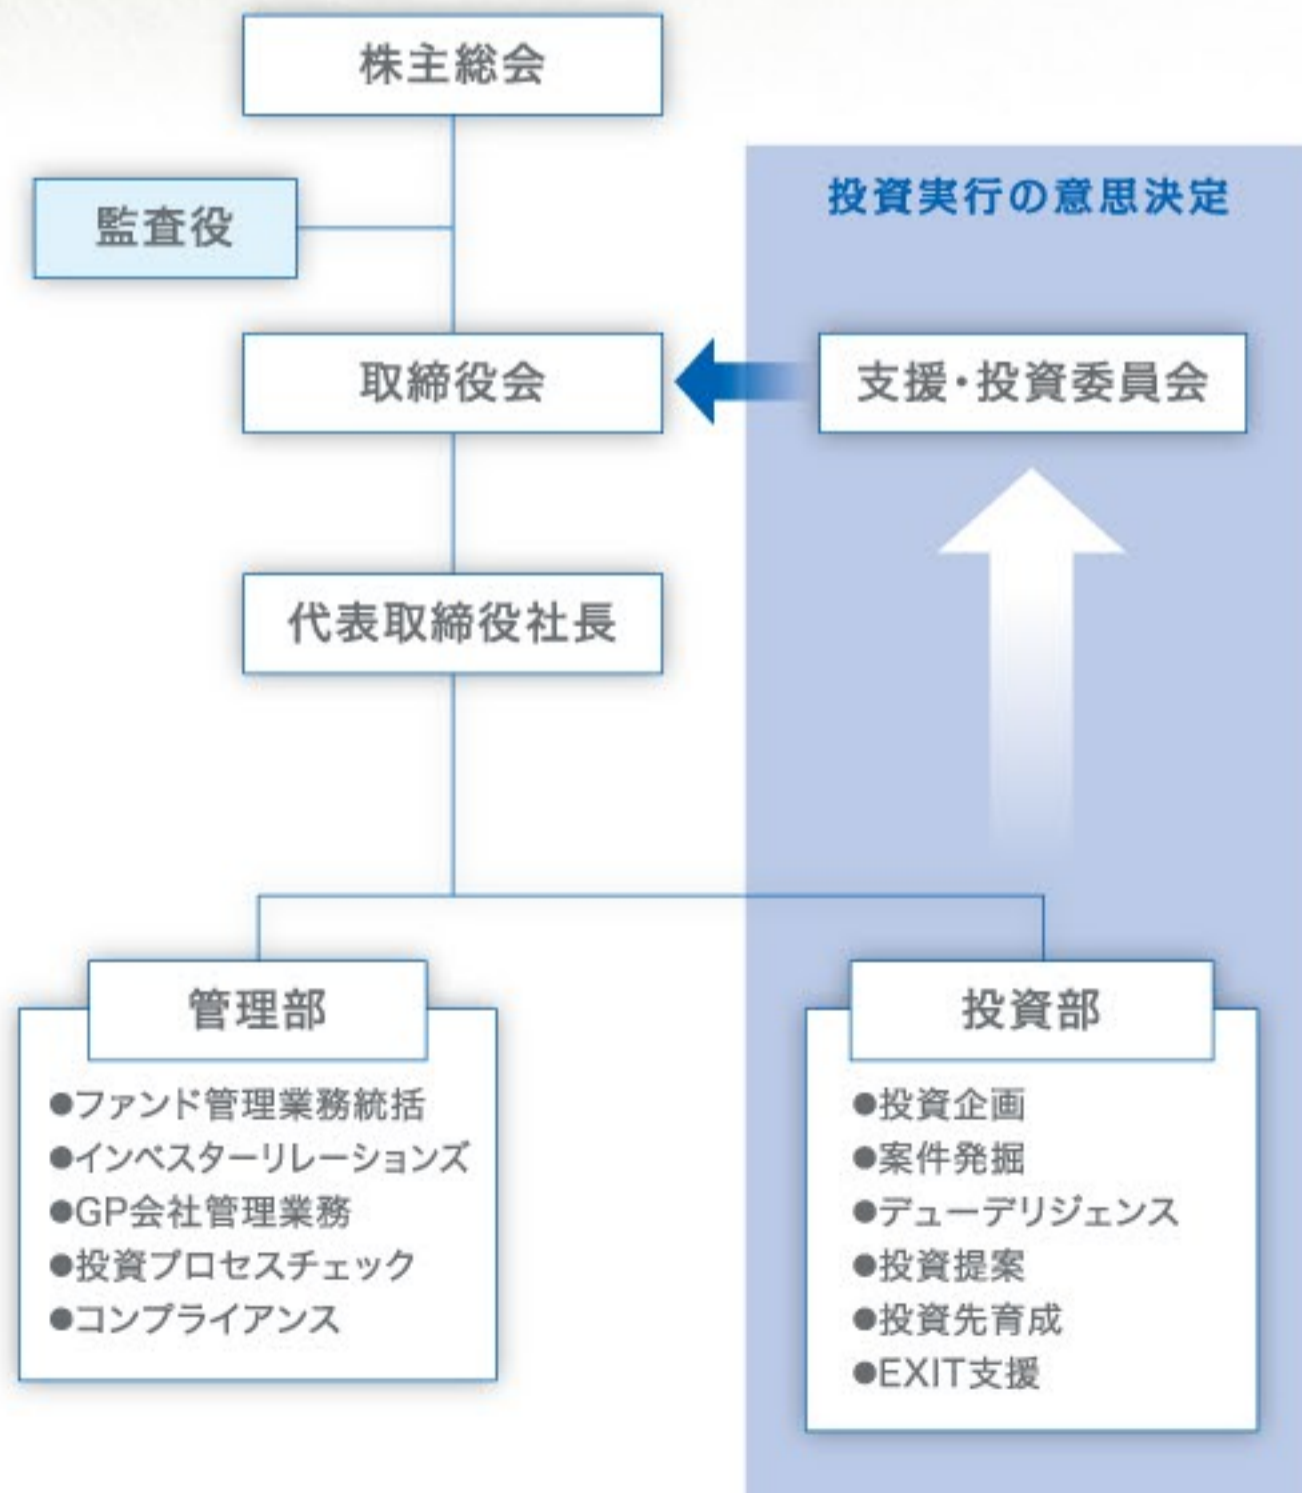 株主総会
監査役
投資実行の意思決定
取締役会
支援・投資委員会
代表取締役社長
管理部
●ファンド管理業務統括
●インベスターリレーションズ
●GP会社管理業務
●投資プロセスチェック
●コンプライアンス
投資部
●投資企画
●案件発掘
●デューデリジェンス
●投資提案
●投資先育成
●EXIT支援